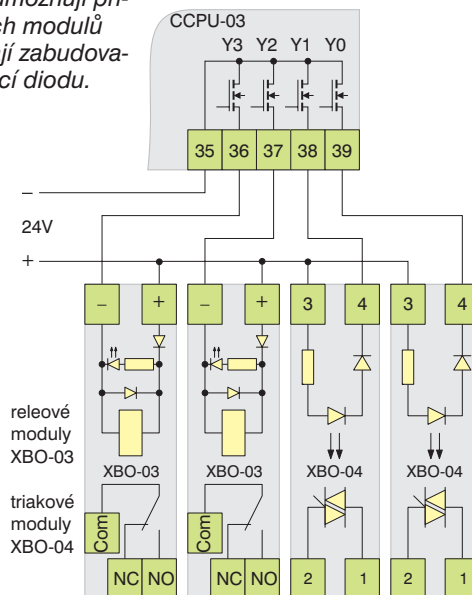 umožňují při-
ch modulů
jí zabudova-
cí diodu.
CCPU-03
Y3 Y2 Y1 Y0
35 36 37 38 39
–
24V
+
– + – + 3 4 3 4
releové
moduly
XBO-03
XBO-03 XBO-03 XBO-04 XBO-04
triakové
moduly
XBO-04
Com Com
NC NO NC NO 2 1 2 1